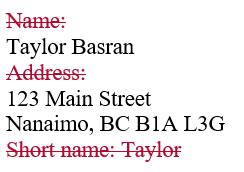 Name:
Taylor Basran
Address:
123 Main Street
Nanaimo, BC B1A L3G
Short name: Taylor